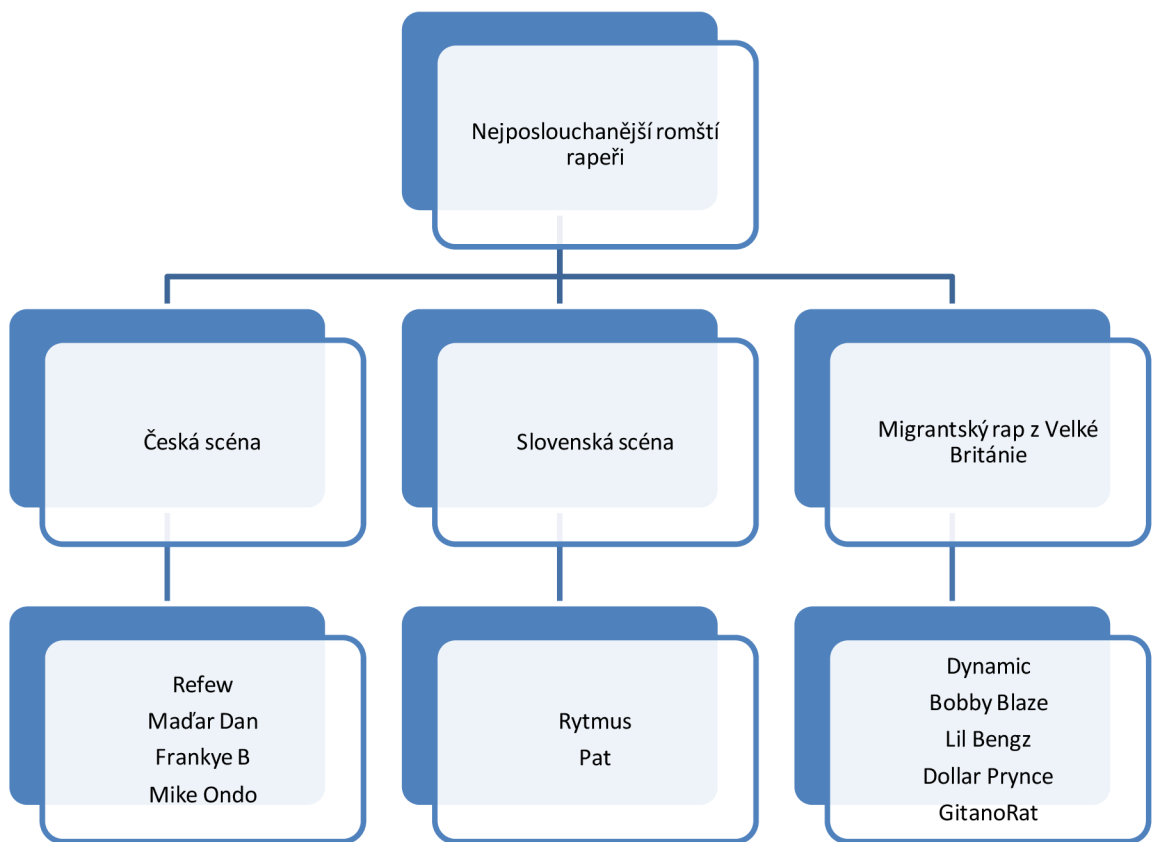 Nejposlouchanější romští
rapeři
Česká scéna
Slovenská scéna
Migrantský rap z Velké
Británie
Refew
Maďar Dan
Frankye B
Mike Ondo
Rytmus
Pat
Dynamic
Bobby Blaze
Lil Bengz
Dollar Prynce
GitanoRat